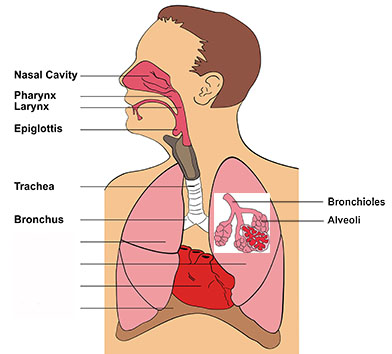 Nasal Cavity
Pharynx
Larynx
Epiglottis
Trachea
Bronchus
Bronchioles
Alveoli